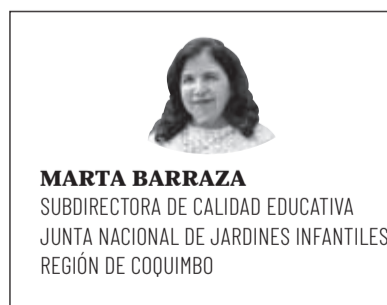 MARTA BARRAZA
SUBDIRECTORA DE CALIDAD EDUCATIVA
JUNTA NACIONAL DE JARDINES INFANTILES
REGIÓN DE COQUIMBO